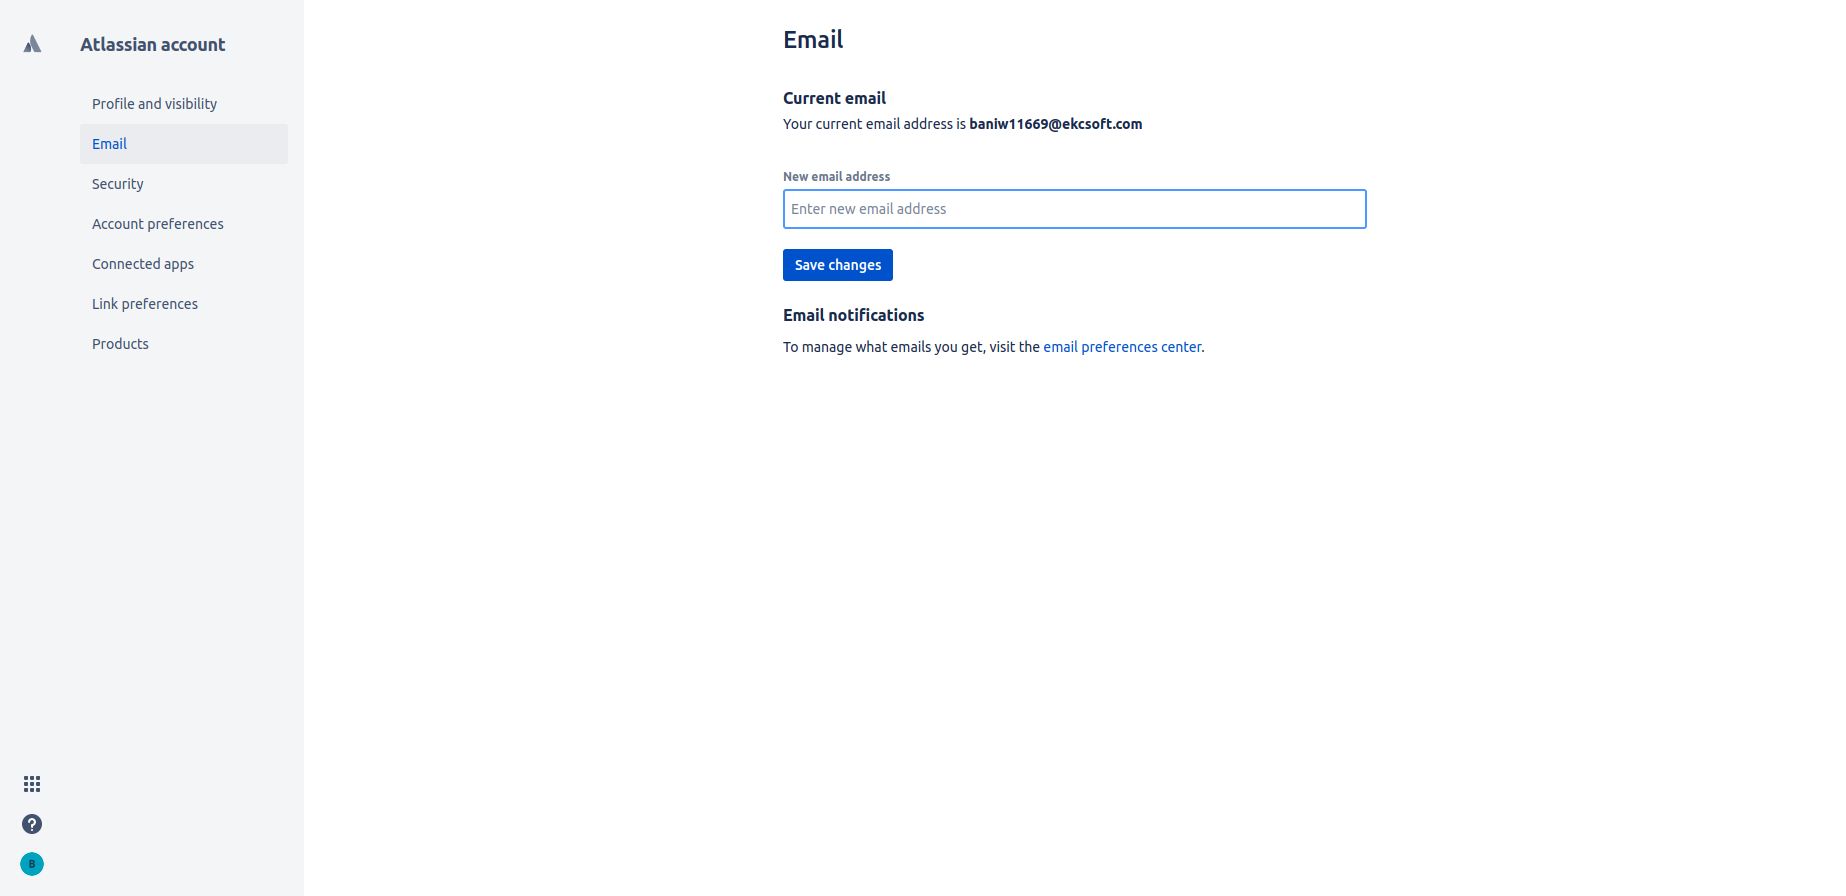 Atlassian account
Profile and visibility
Email
Security
Account preferences
Connected apps
Link preferences
Products
B
Email
Current email
Your current email address is baniw11669@ekcsoft.com
New email address
Enter new email address
Save changes
Email notifications
To manage what emails you get, visit the email preferences center.